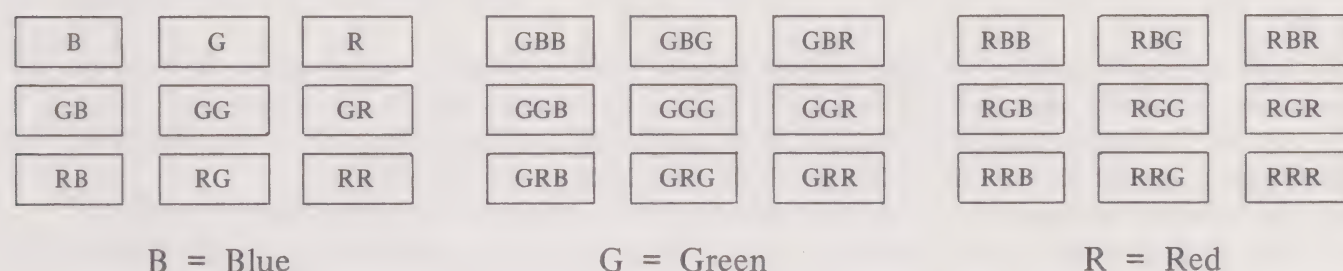 B G R GBB GBG GBR RBB RBG RBR
GB GG GR GGB GGG GGR RGB RGG RGR
RB RG RR GRB GRG GRR RRB RRG RRR
B = Blue G = Green R = Red